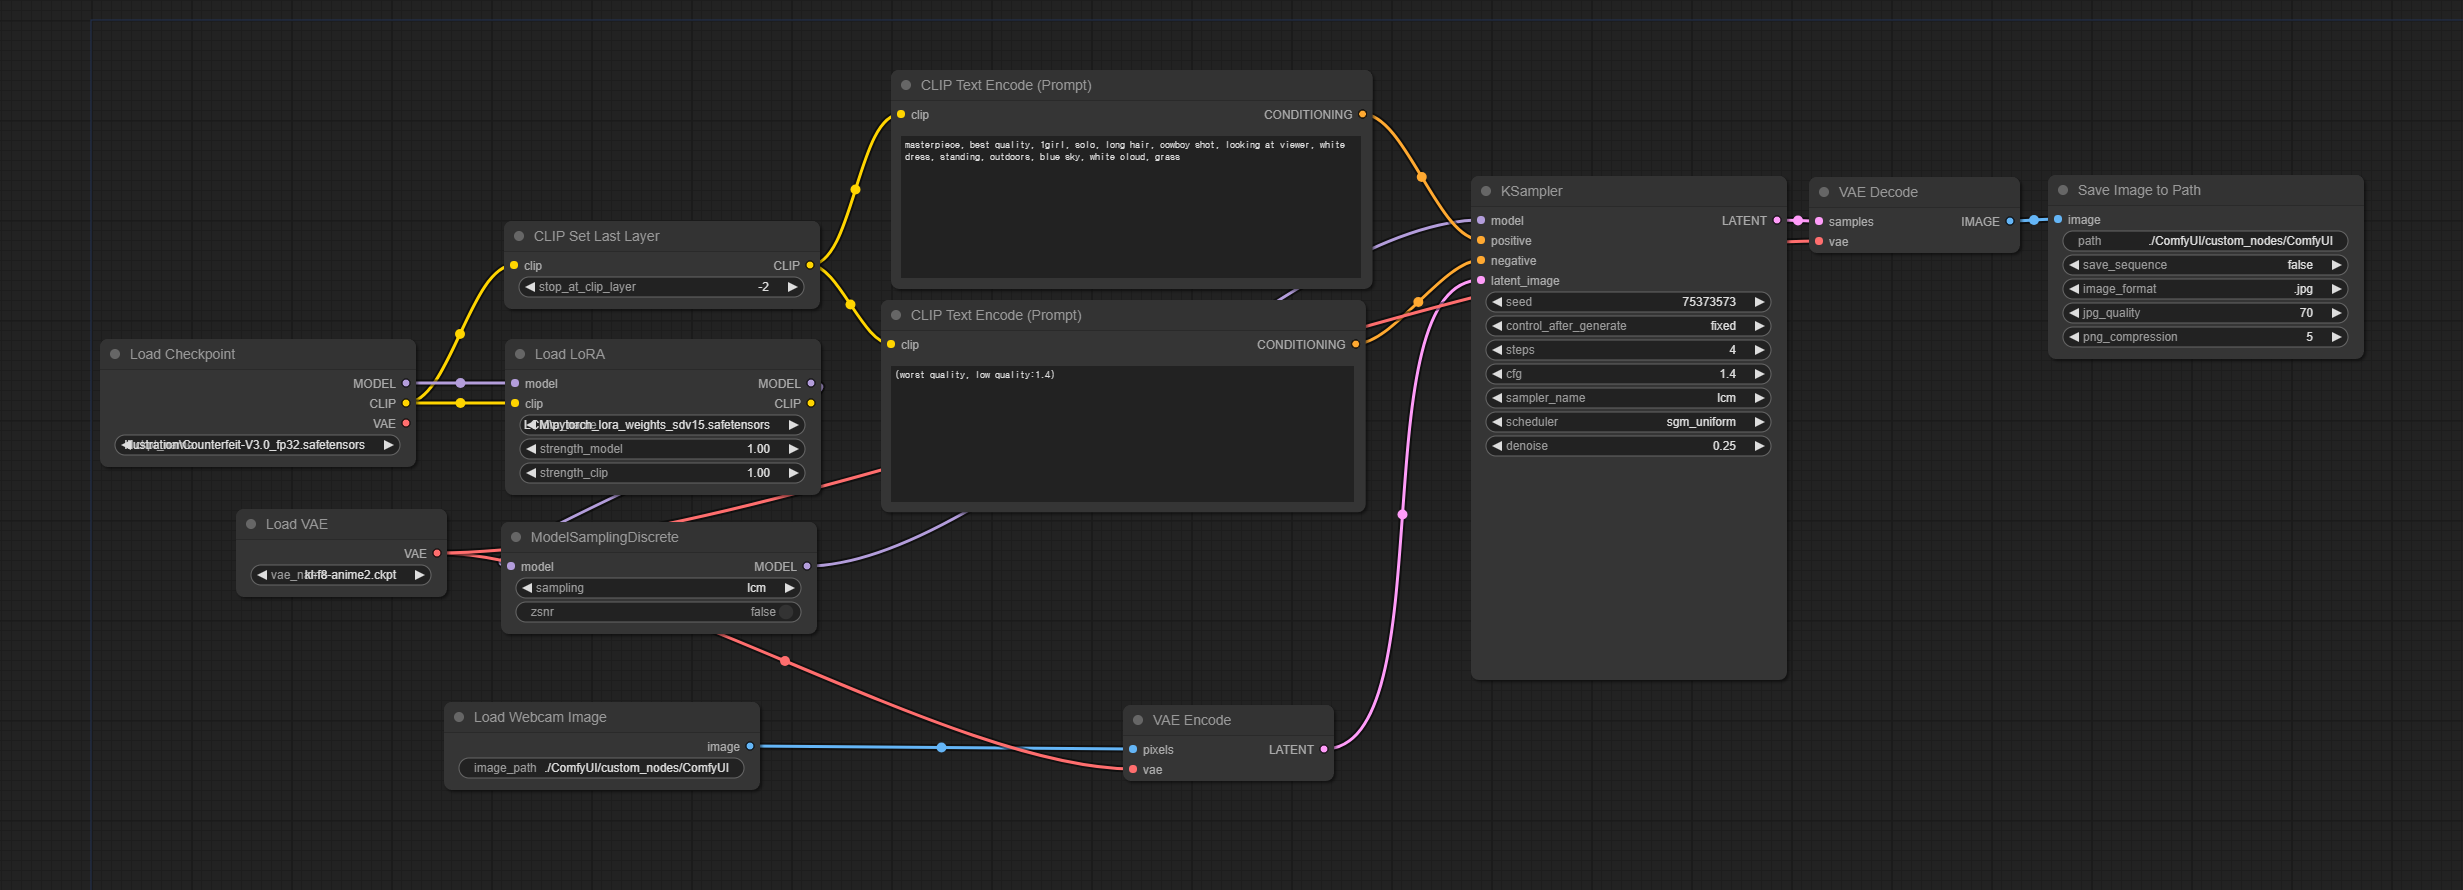 Load Checkpoint
MODEL
CLIP
VAE
Illustration\Counterfeit-V3.0_fp32.safetensors
Load VAE
VAE
kl-f8-anime2.ckpt
CLIP Set Last Layer
clip CLIP
stop_at_clip_layer -2
Load LoRA
model MODEL
clip CLIP
LCM\pytorch_lora_weights_sdv15.safetensors
strength_model 1.00
strength_clip 1.00
ModelSamplingDiscrete
model MODEL
sampling lcm
zsnr false
Load Webcam Image
image
image_path ./ComfyUI/custom_nodes/ComfyUI
CLIP Text Encode (Prompt)
clip CONDITIONING
masterpiece, best quality, 1girl, solo, long hair, cowboy shot, looking at viewer, white
dress, standing, outdoors, blue sky, white cloud, grass
CLIP Text Encode (Prompt)
clip CONDITIONING
(worst quality, low quality:1.4)
VAE Encode
pixels LATENT
vae
KSampler
model LATENT
positive
negative
latent_image
seed 75373573
control_after_generate fixed
steps 4
cfg 1.4
sampler_name lcm
scheduler sgm_uniform
denoise 0.25
VAE Decode
samples IMAGE
vae
Save Image to Path
image
path ./ComfyUI/custom_nodes/ComfyUI
save_sequence false
image_format .jpg
jpg_quality 70
png_compression 5